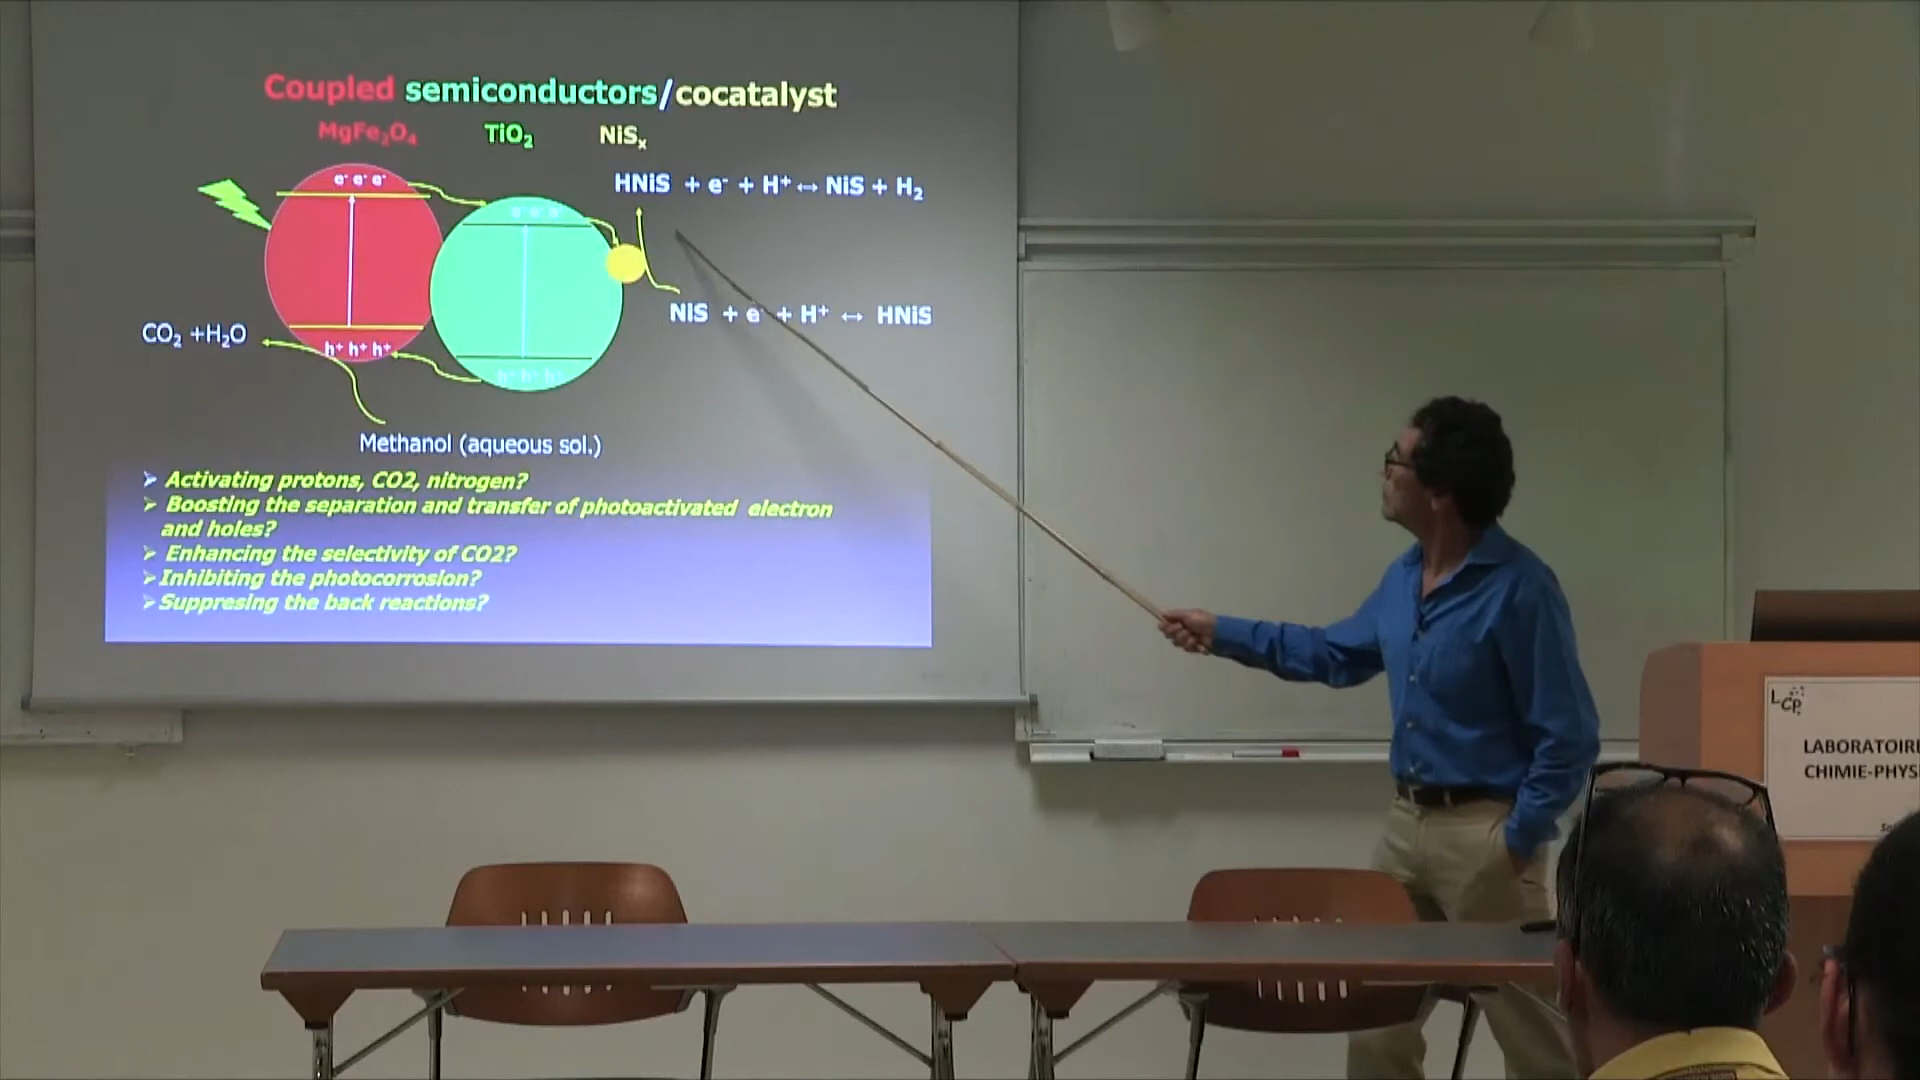 Coupled semiconductors/cocatalyst
MgFe₂O₄ TiO₂ NiSₓ
e⁻ e⁻ e⁻
HNiS + e⁻ + H⁺ ↔ NiS + H₂
e⁻ e⁻ e⁻
NiS + e⁻ + H⁺ ↔ HNiS
CO₂ +H₂O
h⁺ h⁺ h⁺
h⁺ h⁺ h⁺
Methanol (aqueous sol.)
➢ Activating protons, CO2, nitrogen?
➢ Boosting the separation and transfer of photoactivated electron
and holes?
➢ Enhancing the selectivity of CO2?
➢ Inhibiting the photocorrosion?
➢ Suppresing the back reactions?
LCP
LABORATOIRE
CHIMIE-PHYS